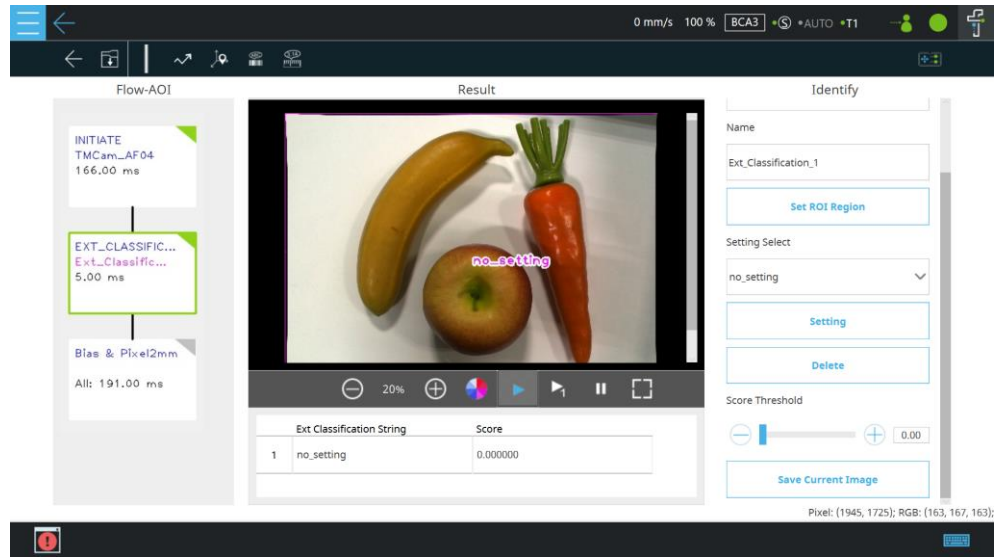 0 mm/s 100 % BCA3 •Ⓢ •AUTO •T1
Flow-AOI
INITIATE
TMCam_AF04
166.00 ms
EXT_CLASSIFIC...
Ext_Classific...
5.00 ms
Bias & Pixel2mm
All: 191.00 ms
Result
no_setting
20%
1
Ext Classification String Score
1 no_setting 0.000000
Identify
Name
Ext_Classification_1
Set ROI Region
Setting Select
no_setting
Setting
Delete
Score Threshold
0.00
Save Current Image
Pixel: (1945, 1725); RGB: (163, 167, 163);